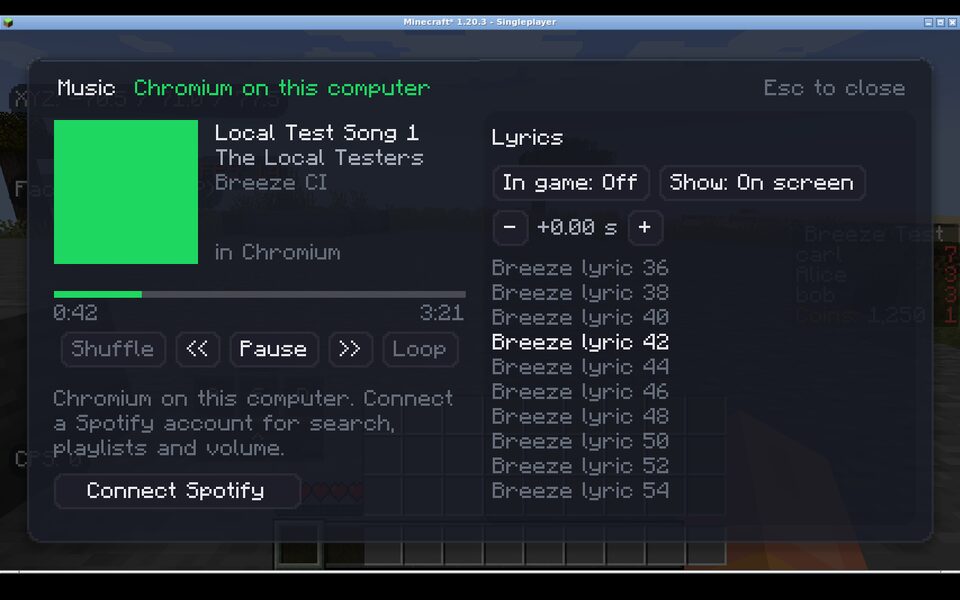 Minecraft* 1.20.3 - Singleplayer
Music Chromium on this computer
Esc to close
Local Test Song 1
The Local Testers
Breeze CI
in Chromium
0:42 3:21
Shuffle << Pause >> Loop
Chromium on this computer. Connect
a Spotify account for search,
playlists and volume.
Connect Spotify
Lyrics
In game: Off Show: On screen
- +0.00 s +
Breeze lyric 36
Breeze lyric 38
Breeze lyric 40
Breeze lyric 42
Breeze lyric 44
Breeze lyric 46
Breeze lyric 48
Breeze lyric 50
Breeze lyric 52
Breeze lyric 54
Breeze Test
carl 7
Alice 3
bob 3
Coins: 1,250 1